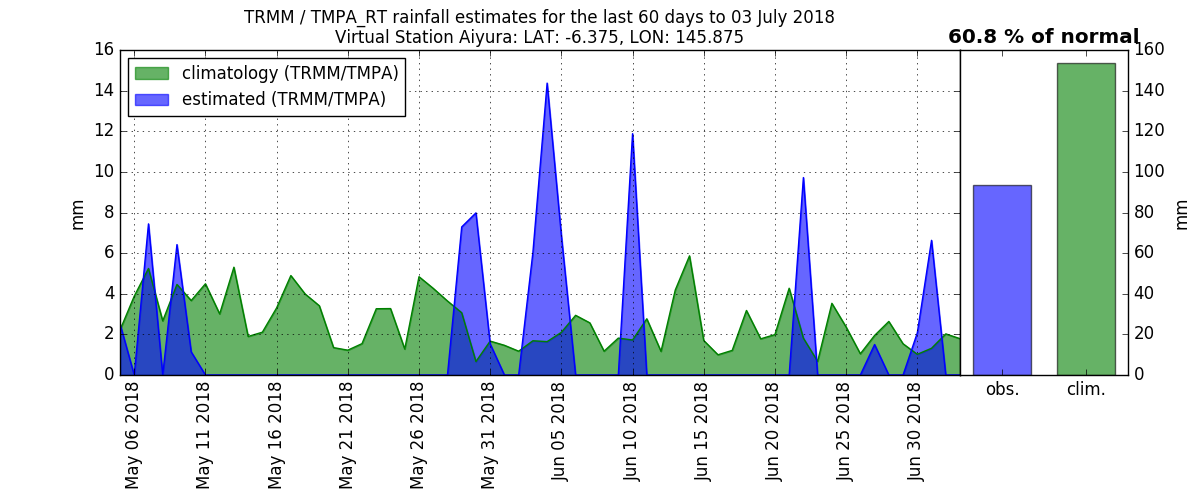 TRMM / TMPA_RT rainfall estimates for the last 60 days to 03 July 2018
Virtual Station Aiyura: LAT: -6.375, LON: 145.875
60.8 % of normal
climatology (TRMM/TMPA)
estimated (TRMM/TMPA)
mm
16
14
12
10
8
6
4
2
0
May 06 2018
May 11 2018
May 16 2018
May 21 2018
May 26 2018
May 31 2018
Jun 05 2018
Jun 10 2018
Jun 15 2018
Jun 20 2018
Jun 25 2018
Jun 30 2018
obs.
clim.
160
140
120
100
80
60
40
20
0
mm